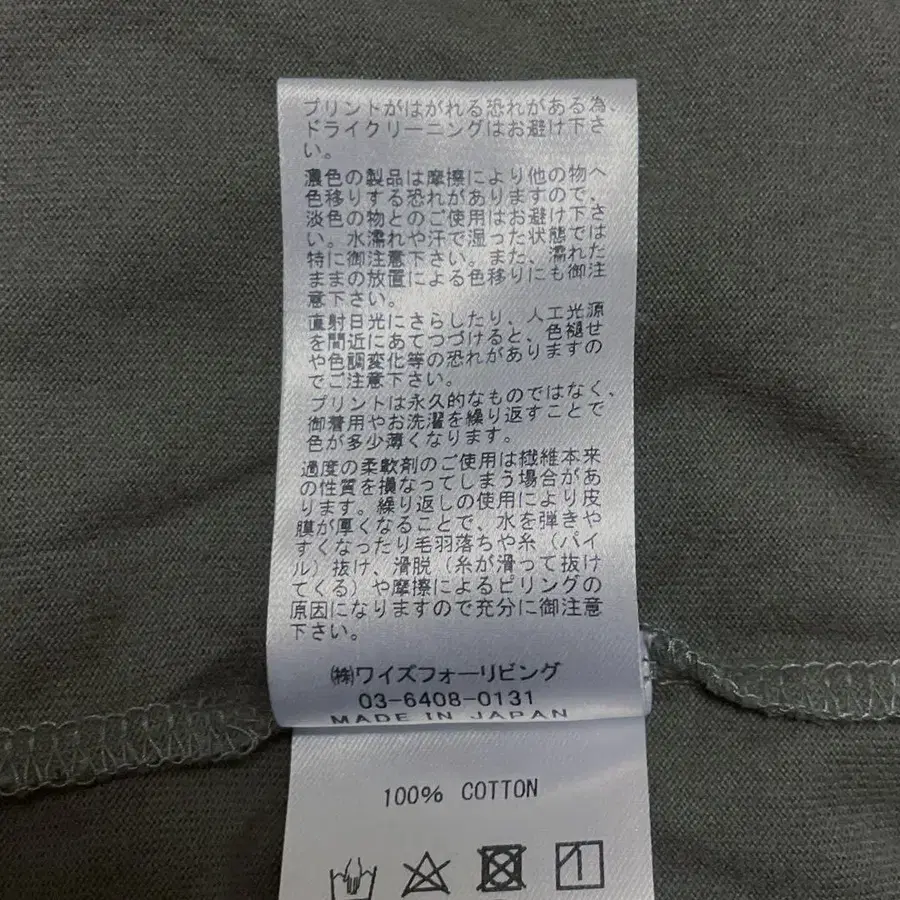 プリントがはがれる恐れがある為、
ドライクリーニングはお避け下さ
い。
濃色の製品は摩擦により他の物へ
色移りする恐れがありますので、
淡色の物とのご使用はお避け下さ
い。水濡れや汗で湿った状態では
特に御注意下さい。また、濡れた
ままの放置による色移りにも御注
意下さい。
直射日光にさらしたり、人工光源
を間近にあてつづけると、色褪せ
や色調変化等の恐れがありますの
でご注意下さい。
プリントは永久的なものではなく、
御着用やお洗濯を繰り返すことで
色が多少薄くなります。
過度の柔軟剤のご使用は繊維本来
の性質を損なってしまう場合があ
ります。繰り返しの使用により皮
膜が厚くなることで、水を弾きや
すくなったり毛羽落ちや糸（パイ
ル）抜け、滑脱（糸が滑って抜け
てくる）や摩擦によるピリングの
原因になりますので充分に御注意
下さい。
㈱ワイズフォーリビング
03-6408-0131
MADE IN JAPAN
100% COTTON